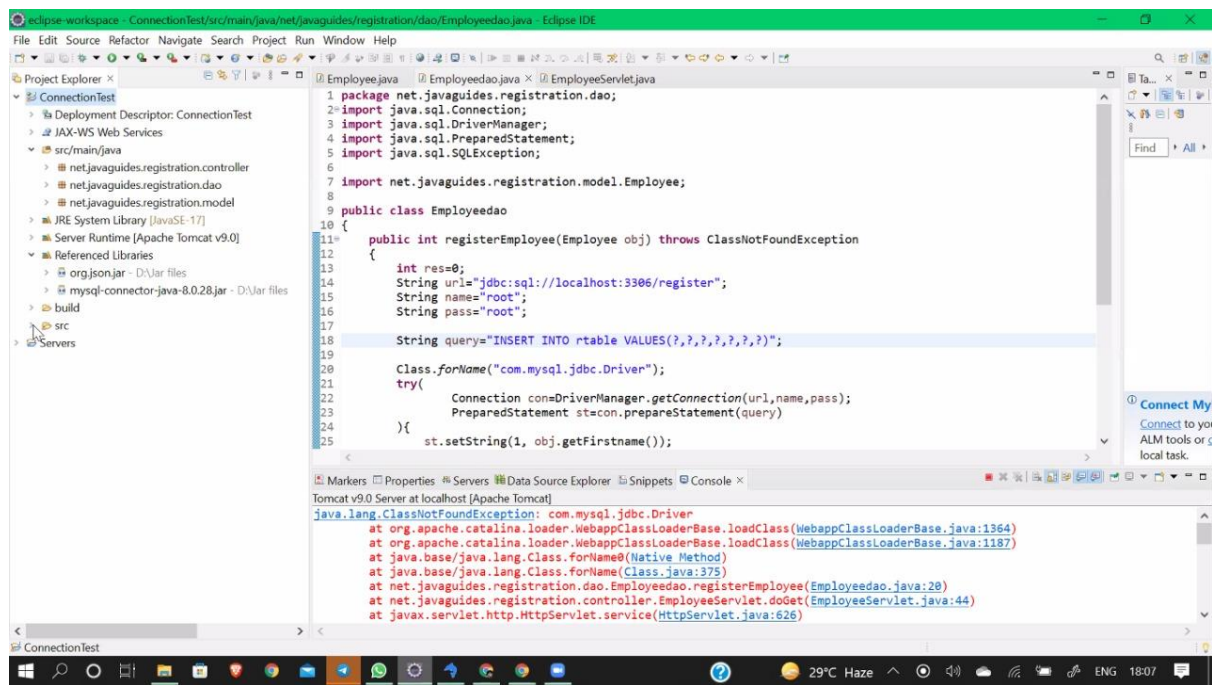 eclipse-workspace - ConnectionTest/src/main/java/net/javaguides/registration/dao/Employeedao.java - Eclipse IDE
File Edit Source Refactor Navigate Search Project Run Window Help
Project Explorer ×
ConnectionTest
Deployment Descriptor: ConnectionTest
JAX-WS Web Services
src/main/java
net.javaguides.registration.controller
net.javaguides.registration.dao
net.javaguides.registration.model
JRE System Library [JavaSE-17]
Server Runtime [Apache Tomcat v9.0]
Referenced Libraries
org.json.jar - D:\Jar files
mysql-connector-java-8.0.28.jar - D:\Jar files
build
src
Servers
Employee.java Employeedao.java × EmployeeServlet.java
1 package net.javaguides.registration.dao;
2 import java.sql.Connection;
3 import java.sql.DriverManager;
4 import java.sql.PreparedStatement;
5 import java.sql.SQLException;
6
7 import net.javaguides.registration.model.Employee;
8
9 public class Employeedao
10 {
11 public int registerEmployee(Employee obj) throws ClassNotFoundException
12 {
13 int res=0;
14 String url="jdbc:sql://localhost:3306/register";
15 String name="root";
16 String pass="root";
17
18 String query="INSERT INTO rtable VALUES(?,?,?,?,?,?,?)";
19
20 Class.forName("com.mysql.jdbc.Driver");
21 try(
22 Connection con=DriverManager.getConnection(url,name,pass);
23 PreparedStatement st=con.prepareStatement(query)
24 ){
25 st.setString(1, obj.getFirstname());
Ta... ×
Find All
Connect My
Connect to you
ALM tools or
local task.
Markers Properties Servers Data Source Explorer Snippets Console ×
Tomcat v9.0 Server at localhost [Apache Tomcat]
java.lang.ClassNotFoundException: com.mysql.jdbc.Driver
at org.apache.catalina.loader.WebappClassLoaderBase.loadClass(WebappClassLoaderBase.java:1364)
at org.apache.catalina.loader.WebappClassLoaderBase.loadClass(WebappClassLoaderBase.java:1187)
at java.base/java.lang.Class.forName0(Native Method)
at java.base/java.lang.Class.forName(Class.java:375)
at net.javaguides.registration.dao.Employeedao.registerEmployee(Employeedao.java:20)
at net.javaguides.registration.controller.EmployeeServlet.doGet(EmployeeServlet.java:44)
at javax.servlet.http.HttpServlet.service(HttpServlet.java:626)
ConnectionTest
29°C Haze ENG 18:07